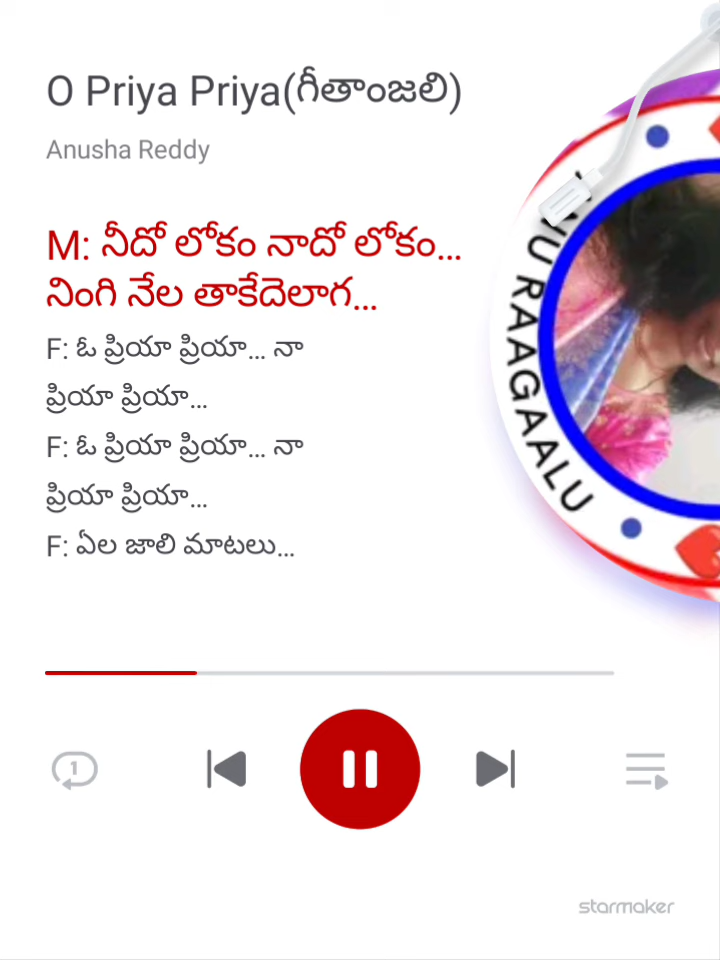 O Priya Priya(గీతాంజలి)
Anusha Reddy
M: నీదో లోకం నాదో లోకం...
నింగి నేల తాకేదెలాగ...
F: ఓ ప్రియా ప్రియా... నా
ప్రియా ప్రియా...
F: ఓ ప్రియా ప్రియా... నా
ప్రియా ప్రియా...
F: ఏల జాలి మాటలు...
RAAGAALU
1
starmaker